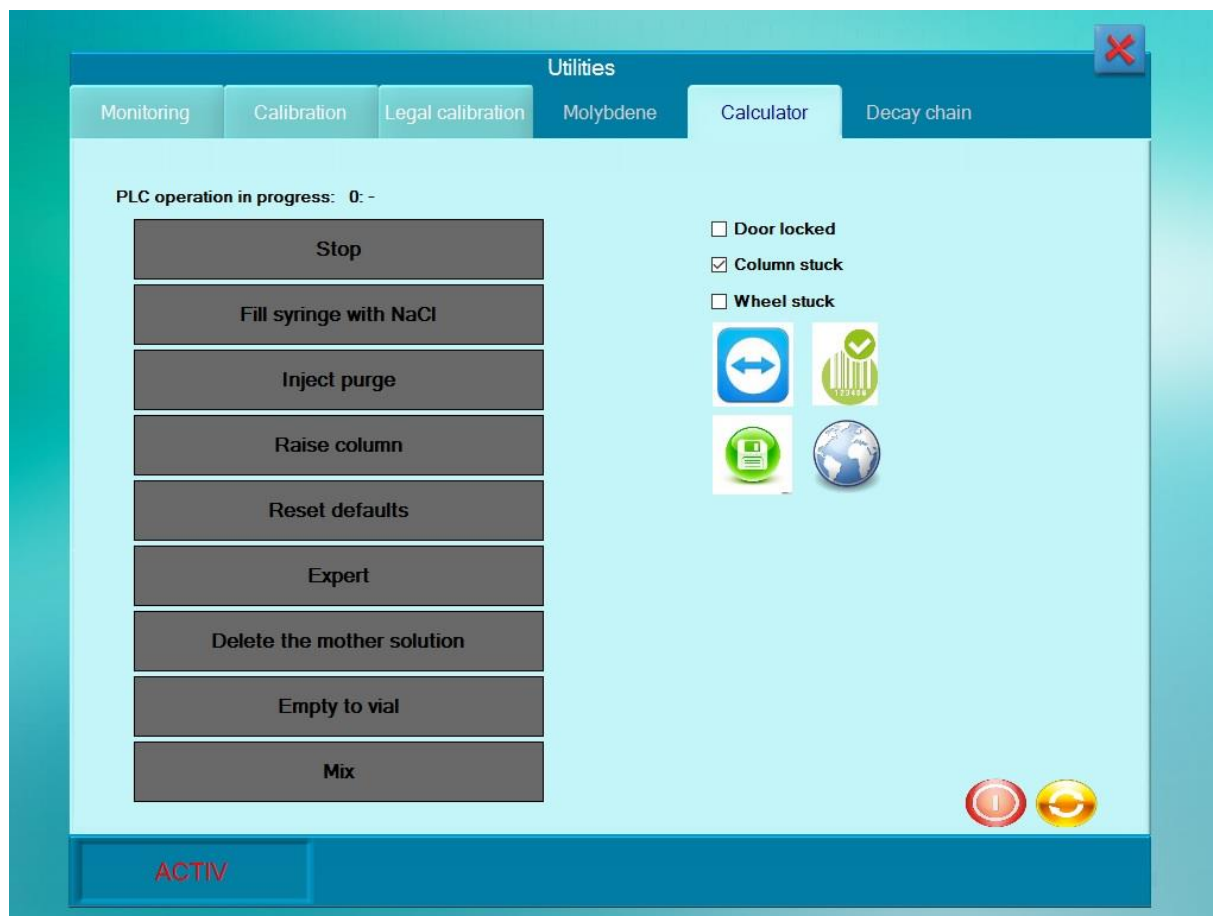 Utilities
Monitoring Calibration Legal calibration Molybdene Calculator Decay chain
PLC operation in progress: 0: -
Stop
Door locked
Column stuck
Fill syringe with NaCl
Wheel stuck
Inject purge
123456
Raise column
Reset defaults
Expert
Delete the mother solution
Empty to vial
Mix
ACTIV